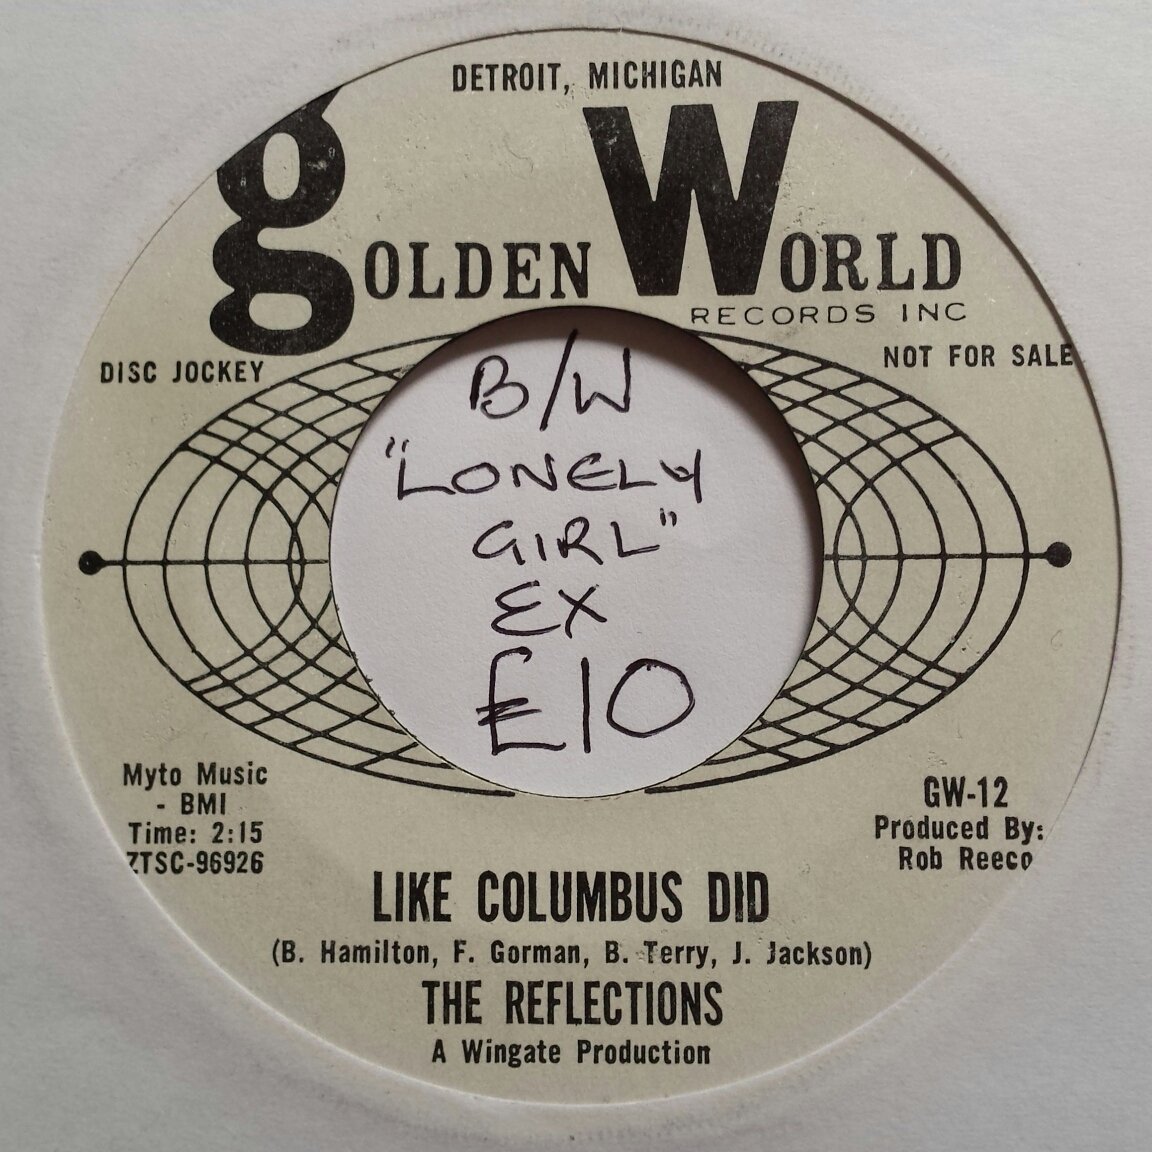 DETROIT, MICHIGAN
gOLDEN WORLD
RECORDS INC
DISC JOCKEY
NOT FOR SALE
B/W
"LONELY
GIRL"
EX
£10
Myto Music
- BMI
Time: 2:15
ZTSC-96926
GW-12
Produced By:
Rob Reeco
LIKE COLUMBUS DID
(B. Hamilton, F. Gorman, B. Terry, J. Jackson)
THE REFLECTIONS
A Wingate Production